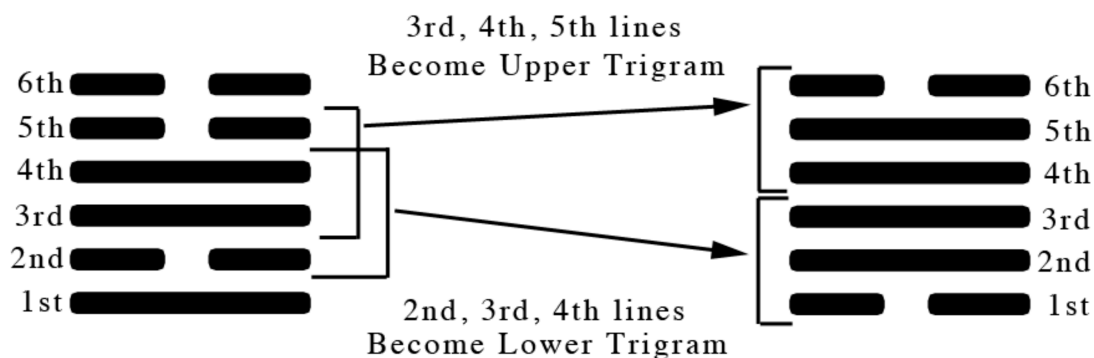 3rd, 4th, 5th lines
Become Upper Trigram
6th
5th
4th
3rd
2nd
1st
6th
5th
4th
3rd
2nd
1st
2nd, 3rd, 4th lines
Become Lower Trigram